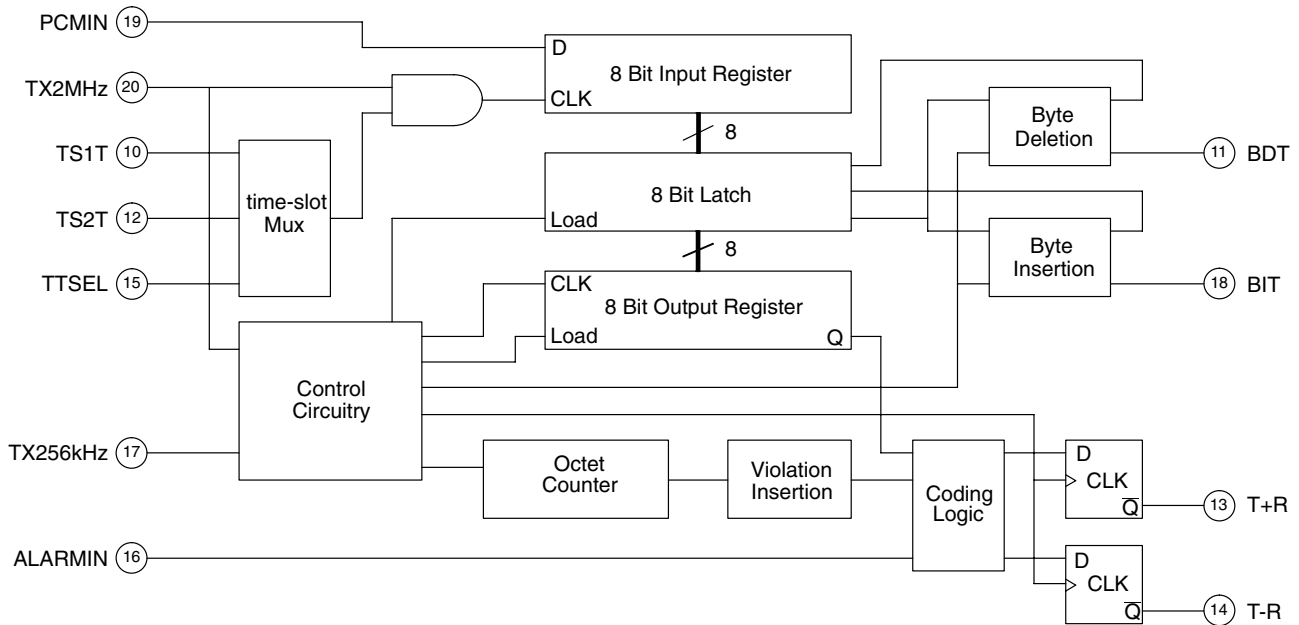 PCMIN 19
D
8 Bit Input Register
CLK
TX2MHz 20
8
Byte
Deletion
TS1T 10
11 BDT
time-slot
Mux
8 Bit Latch
Load
TS2T 12
8
Byte
Insertion
TTSEL 15
CLK
8 Bit Output Register
Load
Q
18 BIT
Control
Circuitry
TX256kHz 17
Octet
Counter
Violation
Insertion
Coding
Logic
D
CLK
Q
13 T+R
ALARMIN 16
D
CLK
Q
14 T-R